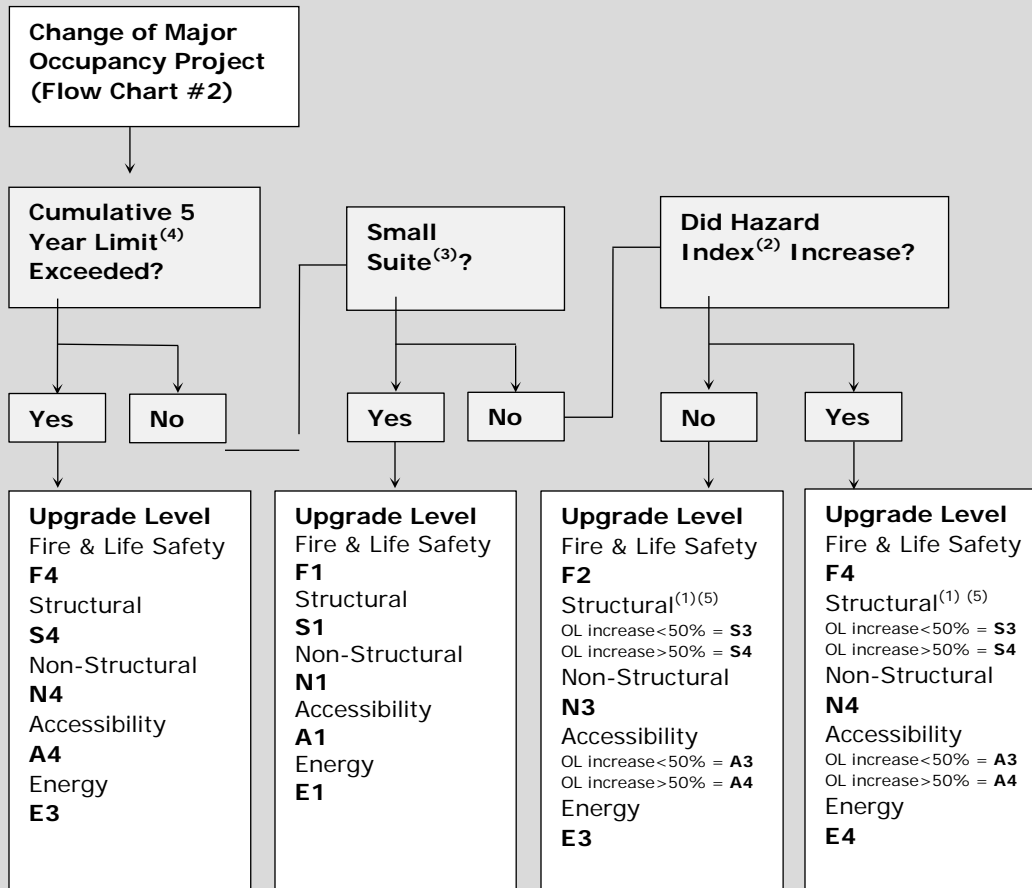 Change of Major
Occupancy Project
(Flow Chart #2)
Cumulative 5
Year Limit(4)
Exceeded?
Small
Suite(3)?
Did Hazard
Index(2) Increase?
Yes
No
Yes
No
No
Yes
Upgrade Level
Fire & Life Safety
F4
Structural
S4
Non-Structural
N4
Accessibility
A4
Energy
E3
Upgrade Level
Fire & Life Safety
F1
Structural
S1
Non-Structural
N1
Accessibility
A1
Energy
E1
Upgrade Level
Fire & Life Safety
F2
Structural(1)(5)
OL increase<50% = S3
OL increase>50% = S4
Non-Structural
N3
Accessibility
OL increase<50% = A3
OL increase>50% = A4
Energy
E3
Upgrade Level
Fire & Life Safety
F4
Structural(1) (5)
OL increase<50% = S3
OL increase>50% = S4
Non-Structural
N4
Accessibility
OL increase<50% = A3
OL increase>50% = A4
Energy
E4